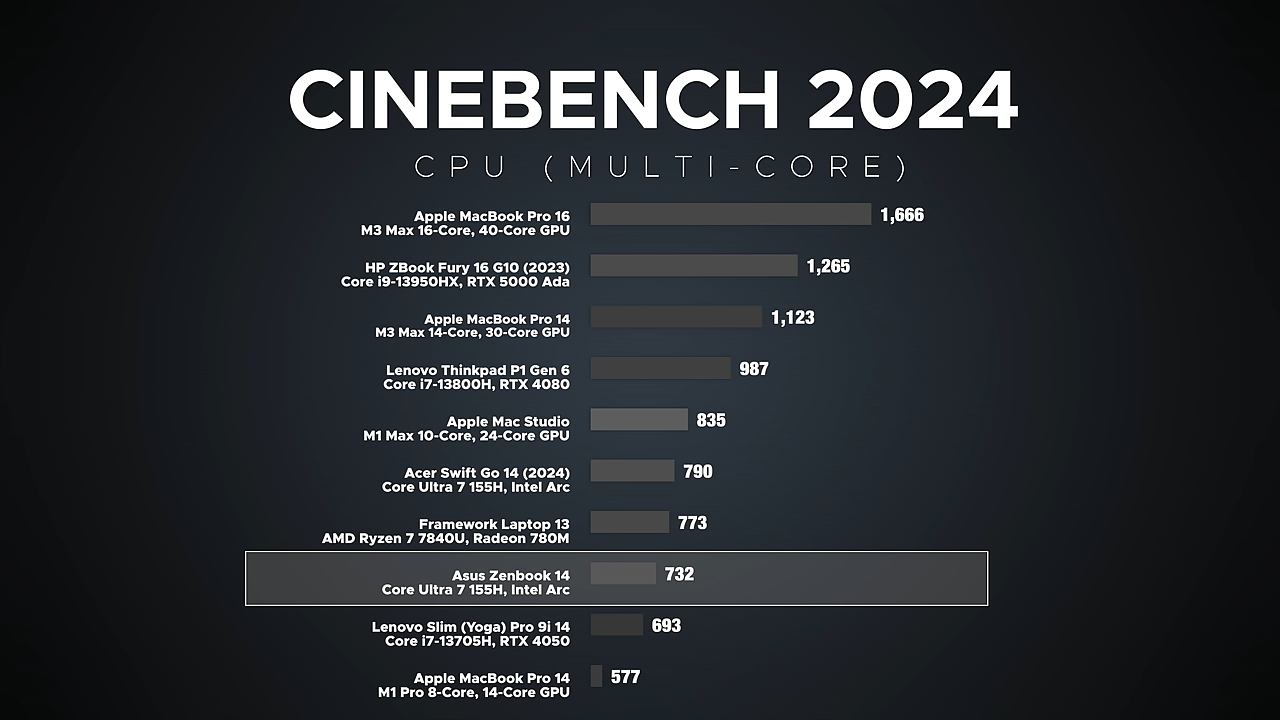 CINEBENCH 2024
CPU (MULTI-CORE)
Apple MacBook Pro 16
M3 Max 16-Core, 40-Core GPU
1,666
HP ZBook Fury 16 G10 (2023)
Core i9-13950HX, RTX 5000 Ada
1,265
Apple MacBook Pro 14
M3 Max 14-Core, 30-Core GPU
1,123
Lenovo Thinkpad P1 Gen 6
Core i7-13800H, RTX 4080
987
Apple Mac Studio
M1 Max 10-Core, 24-Core GPU
835
Acer Swift Go 14 (2024)
Core Ultra 7 155H, Intel Arc
790
Framework Laptop 13
AMD Ryzen 7 7840U, Radeon 780M
773
Asus Zenbook 14
Core Ultra 7 155H, Intel Arc
732
Lenovo Slim (Yoga) Pro 9i 14
Core i7-13705H, RTX 4050
693
Apple MacBook Pro 14
M1 Pro 8-Core, 14-Core GPU
577